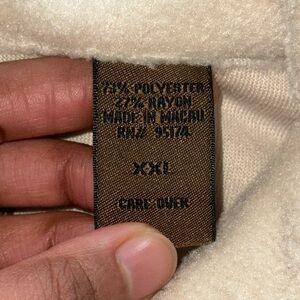 73% POLYESTER
27% RAYON
MADE IN MACAU
RN# 95174
XXL
CARE OVER